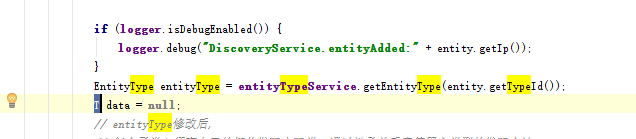 if (logger.isDebugEnabled()) {
logger.debug("DiscoveryService.entityAdded:" + entity.getIp());
}
EntityType entityType = entityTypeService.getEntityType(entity.getTypeId());
T data = null;
// entityType修改后,